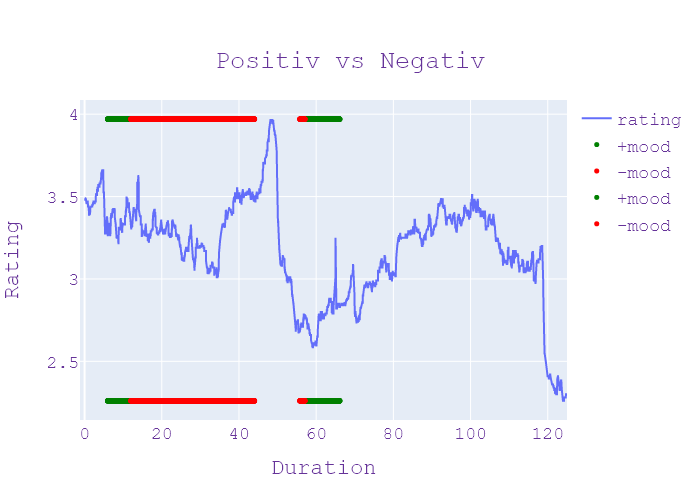 Positiv vs Negativ
Rating
4
3.5
3
2.5
0
20
40
60
80
100
120
Duration
rating
+mood
-mood
+mood
-mood